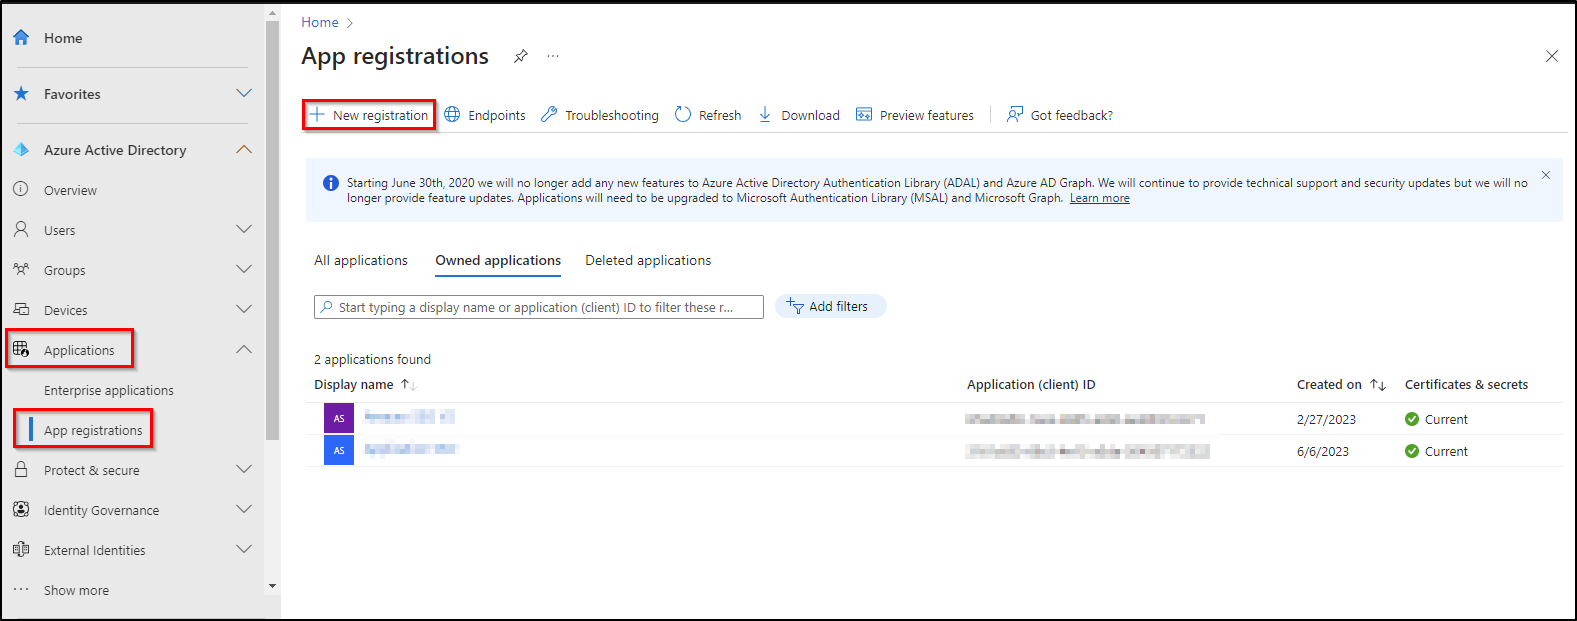 Home
Favorites
Azure Active Directory
Overview
Users
Groups
Devices
Applications
Enterprise applications
App registrations
Protect & secure
Identity Governance
External Identities
Show more
Home
App registrations
New registration
Endpoints
Troubleshooting
Refresh
Download
Preview features
Got feedback?
Starting June 30th, 2020 we will no longer add any new features to Azure Active Directory Authentication Library (ADAL) and Azure AD Graph. We will continue to provide technical support and security updates but we will no
longer provide feature updates. Applications will need to be upgraded to Microsoft Authentication Library (MSAL) and Microsoft Graph. Learn more
All applications
Owned applications
Deleted applications
Start typing a display name or application (client) ID to filter these r...
Add filters
2 applications found
Display name
Application (client) ID
Created on
Certificates & secrets
AS
2/27/2023
Current
AS
6/6/2023
Current